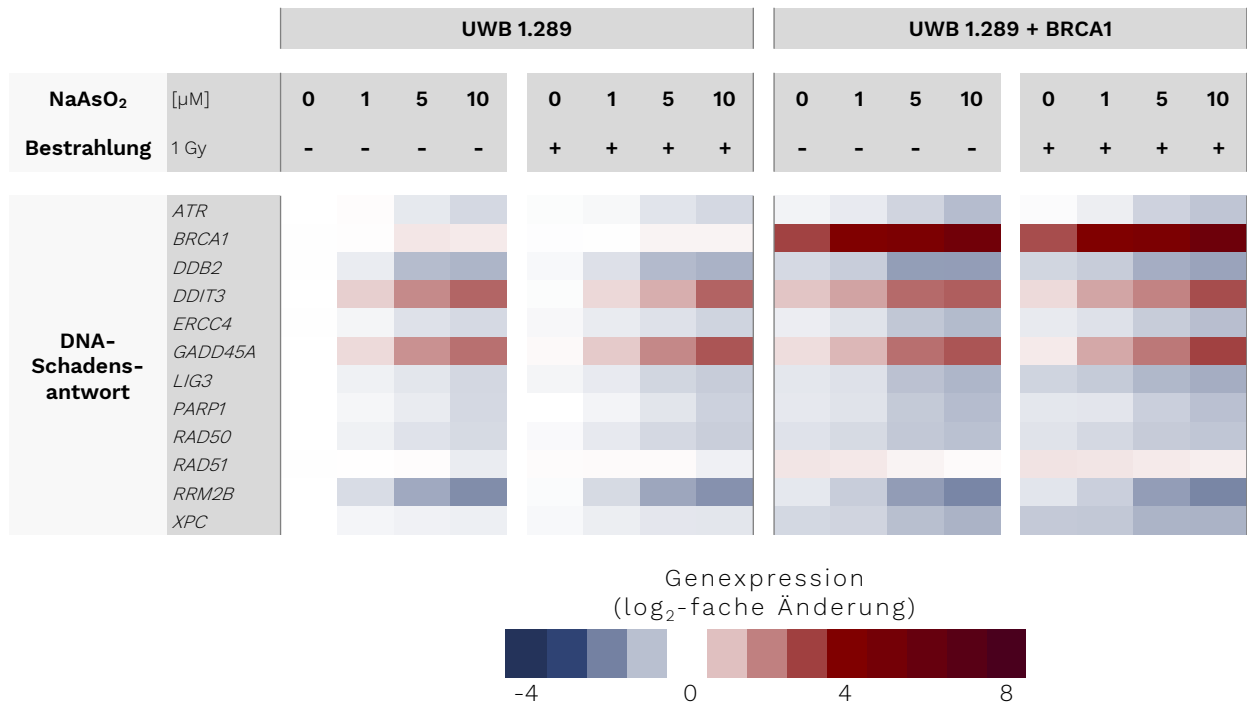 UWB 1.289 UWB 1.289 + BRCA1
NaAsO₂ [µM] 0 1 5 10 0 1 5 10 0 1 5 10 0 1 5 10
Bestrahlung 1 Gy - - - - + + + + - - - - + + + +
DNA-
Schadens-
antwort
ATR
BRCA1
DDB2
DDIT3
ERCC4
GADD45A
LIG3
PARP1
RAD50
RAD51
RRM2B
XPC
Genexpression
(log₂-fache Änderung)
-4 0 4 8